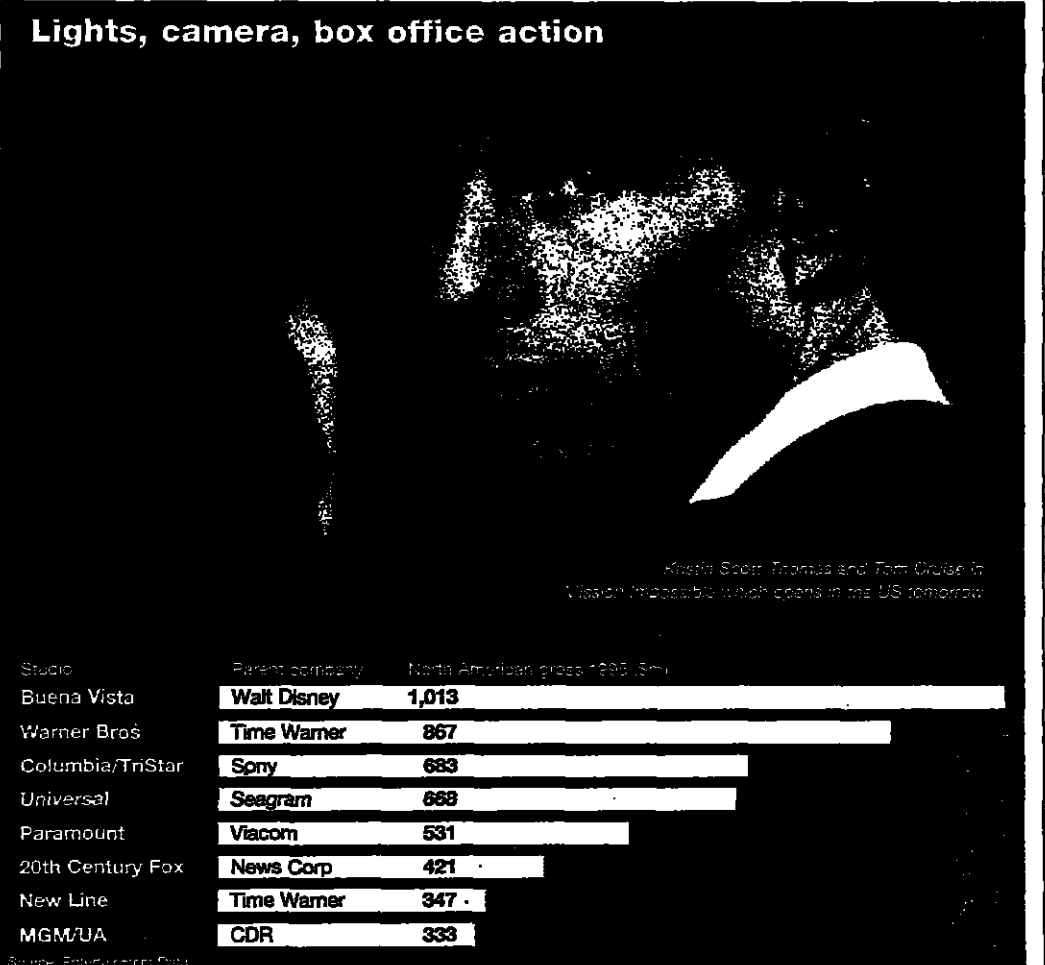 Lights, camera, box office action
Kristin Scott Thomas and Tom Cruise in
Mission Impossible which opens in the US tomorrow
Studio Parent company North American gross
Buena Vista Walt Disney 1,013
Warner Bros Time Warner 867
Columbia/TriStar Sony 683
Universal Seagram 668
Paramount Viacom 531
20th Century Fox News Corp 421
New Line Time Warner 347
MGM/UA CDR 333
Source: Entertainment Data